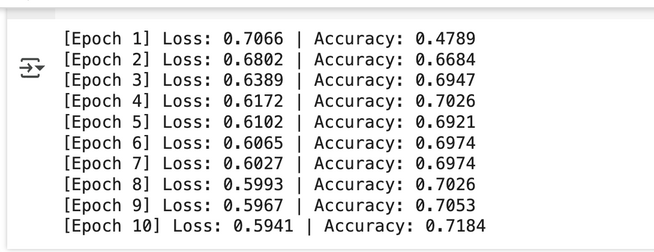 [Epoch 1] Loss: 0.7066 | Accuracy: 0.4789
[Epoch 2] Loss: 0.6802 | Accuracy: 0.6684
[Epoch 3] Loss: 0.6389 | Accuracy: 0.6947
[Epoch 4] Loss: 0.6172 | Accuracy: 0.7026
[Epoch 5] Loss: 0.6102 | Accuracy: 0.6921
[Epoch 6] Loss: 0.6065 | Accuracy: 0.6974
[Epoch 7] Loss: 0.6027 | Accuracy: 0.6974
[Epoch 8] Loss: 0.5993 | Accuracy: 0.7026
[Epoch 9] Loss: 0.5967 | Accuracy: 0.7053
[Epoch 10] Loss: 0.5941 | Accuracy: 0.7184